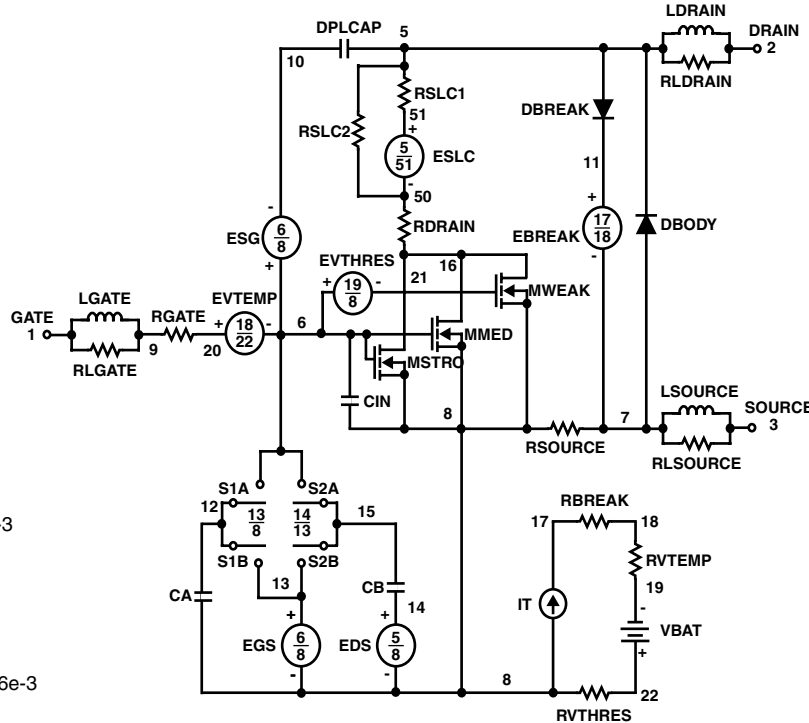 LDRAIN
DPLCAP 5 DRAIN
10 2
RSLC1 RLDRAIN
51 DBREAK
RSLC2 +
5
51 ESLC
11
-
50
- +
ESG 6
8 RDRAIN 17
18 EBREAK DBODY
+ EVTHRES 16 -
+ 19
8 - 21 MWEAK
LGATE EVTEMP
GATE RGATE + 18
22 - 6 MMED
1 9 20
RLGATE MSTRO
CIN LSOURCE
8 7 SOURCE
3
RSOURCE RLSOURCE
S1A S2A RBREAK
12 13
8 14
13 15 17 18
-3
S1B S2B RVTEMP
13 CB 19
CA 14 IT -
+ + VBAT
EGS 6
8 EDS 5
8 +
- - 8 22
6e-3
RVTHRES